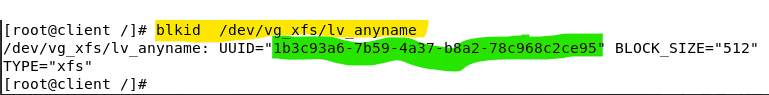 [root@client /]# blkid  /dev/vg_xfs/lv_anyname
/dev/vg_xfs/lv_anyname: UUID="1b3c93a6-7b59-4a37-b8a2-78c968c2ce95" BLOCK_SIZE="512"
TYPE="xfs"
[root@client /]#